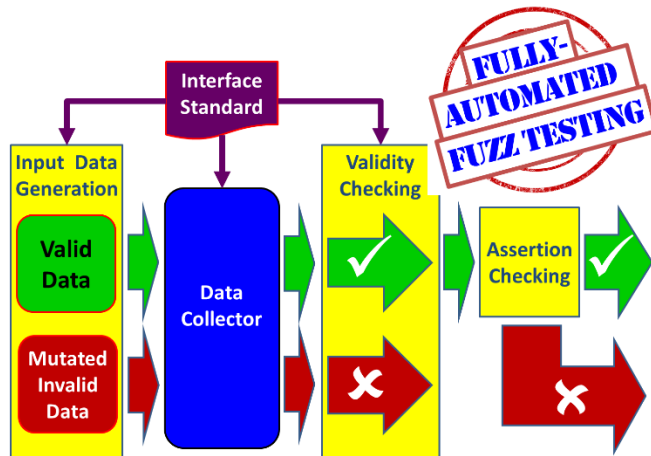 FULLY-
AUTOMATED
FUZZ TESTING
Interface
Standard
Input Data
Generation
Validity
Checking
Valid
Data
Data
Collector
Assertion
Checking
Mutated
Invalid
Data